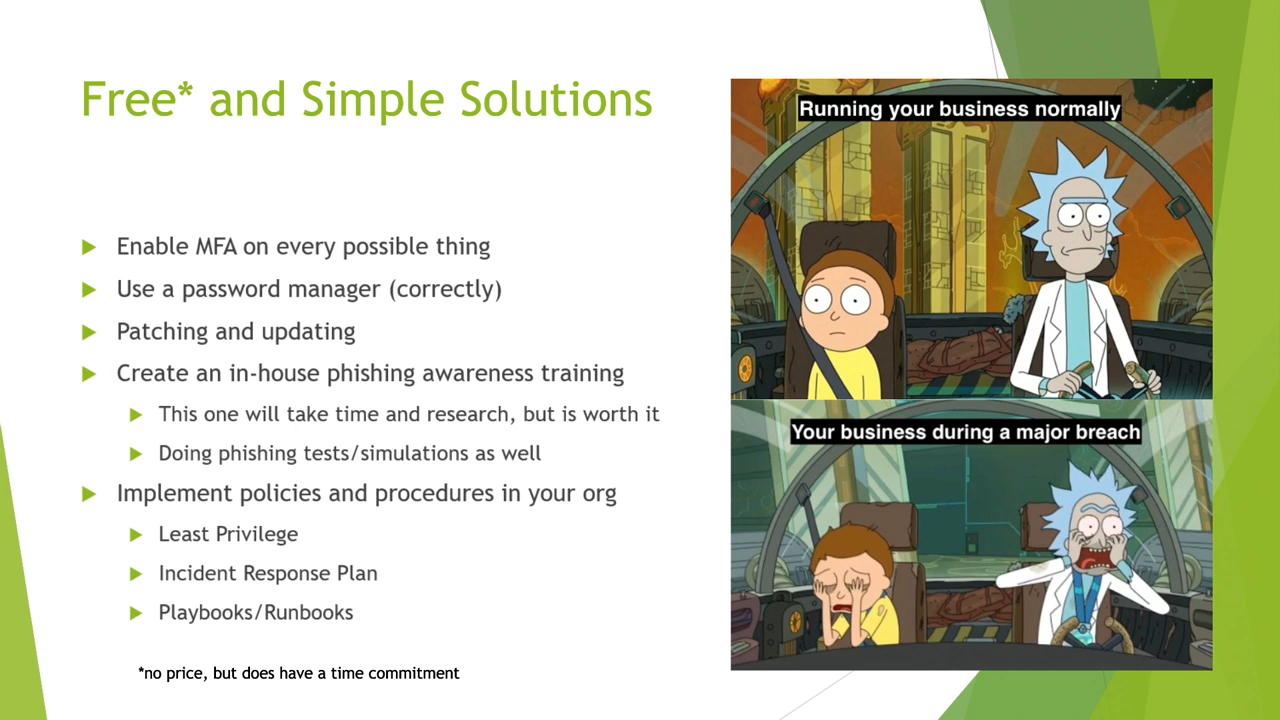 Free* and Simple Solutions
Enable MFA on every possible thing
Use a password manager (correctly)
Patching and updating
Create an in-house phishing awareness training
This one will take time and research, but is worth it
Doing phishing tests/simulations as well
Implement policies and procedures in your org
Least Privilege
Incident Response Plan
Playbooks/Runbooks
*no price, but does have a time commitment
Running your business normally
Your business during a major breach